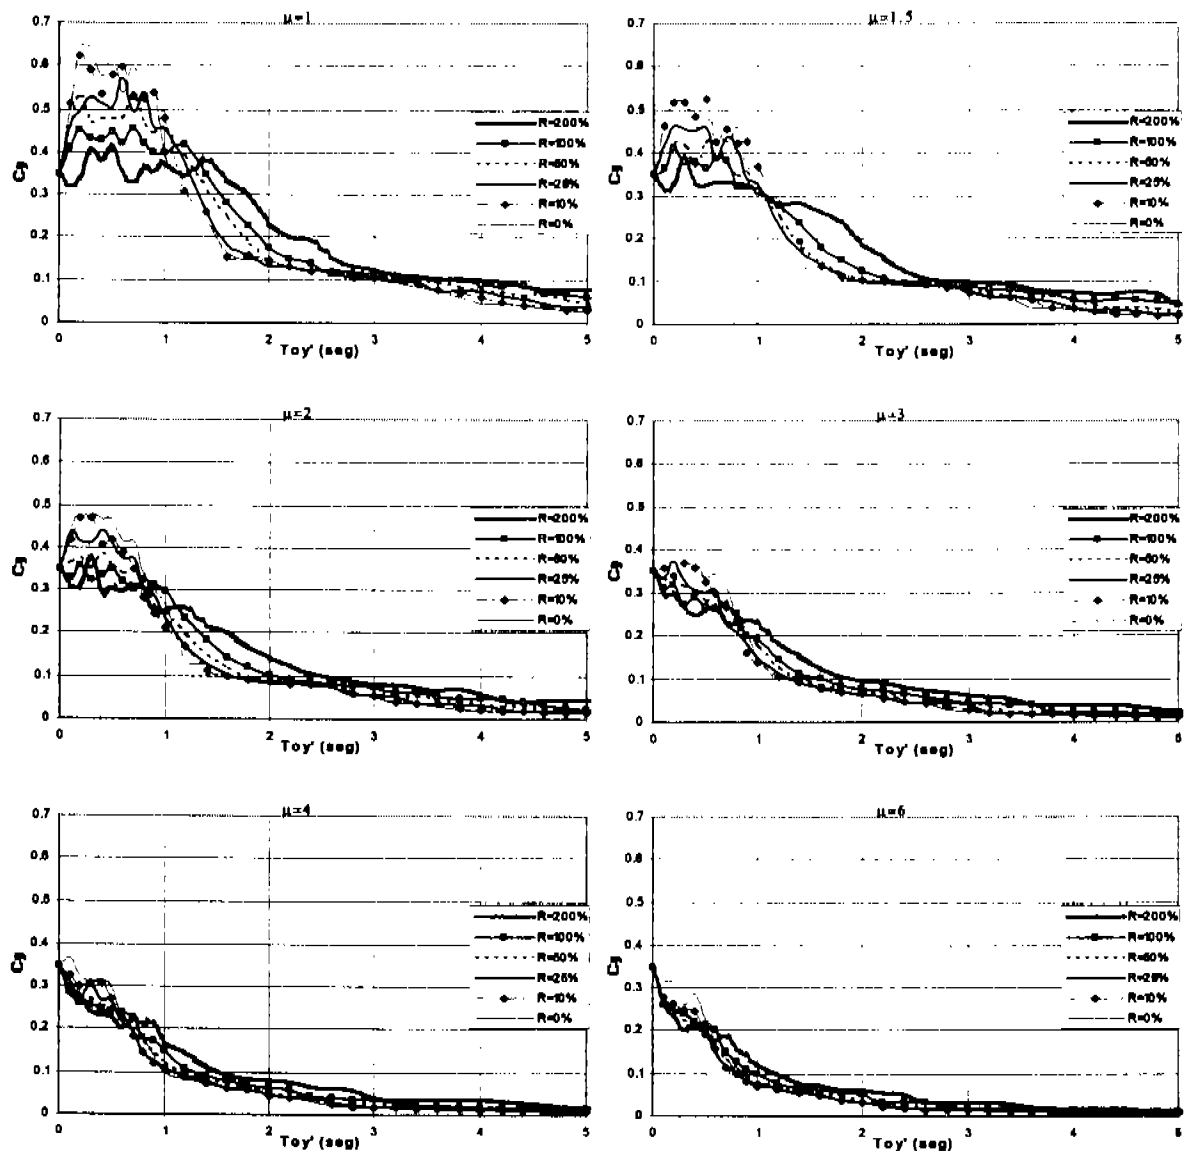 μ=1
0.7
0.6
0.5
0.4
0.3
0.2
0.1
0
Cy
R=200%
R=100%
R=50%
R=25%
R=10%
R=0%
0 1 2 3 4 5
Toy' (seg)
μ=1.5
0.7
0.6
0.5
0.4
0.3
0.2
0.1
0
Cy
R=200%
R=100%
R=50%
R=25%
R=10%
R=0%
0 1 2 3 4 5
Toy' (seg)
μ=2
0.7
0.6
0.5
0.4
0.3
0.2
0.1
0
Cy
R=200%
R=100%
R=50%
R=25%
R=10%
R=0%
0 1 2 3 4 5
Toy' (seg)
μ=3
0.7
0.6
0.5
0.4
0.3
0.2
0.1
0
Cy
R=200%
R=100%
R=50%
R=25%
R=10%
R=0%
0 1 2 3 4 5
Toy' (seg)
μ=4
0.7
0.6
0.5
0.4
0.3
0.2
0.1
0
Cy
R=200%
R=100%
R=50%
R=25%
R=10%
R=0%
0 1 2 3 4 5
Toy' (seg)
μ=6
0.7
0.6
0.5
0.4
0.3
0.2
0.1
0
Cy
R=200%
R=100%
R=50%
R=25%
R=10%
R=0%
0 1 2 3 4 5
Toy' (seg)